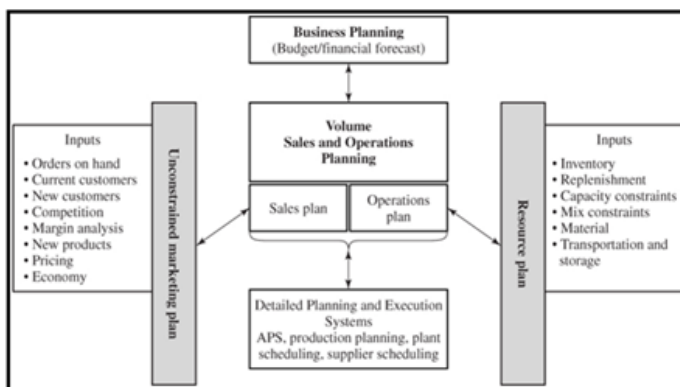 Business Planning
(Budget/financial forecast)
Volume
Sales and Operations
Planning
Sales plan
Operations
plan
Inputs
• Orders on hand
• Current customers
• New customers
• Competition
• Margin analysis
• New products
• Pricing
• Economy
Unconstrained marketing plan
Resource plan
Inputs
• Inventory
• Replenishment
• Capacity constraints
• Mix constraints
• Material
• Transportation and
storage
Detailed Planning and Execution
Systems
APS, production planning, plant
scheduling, supplier scheduling